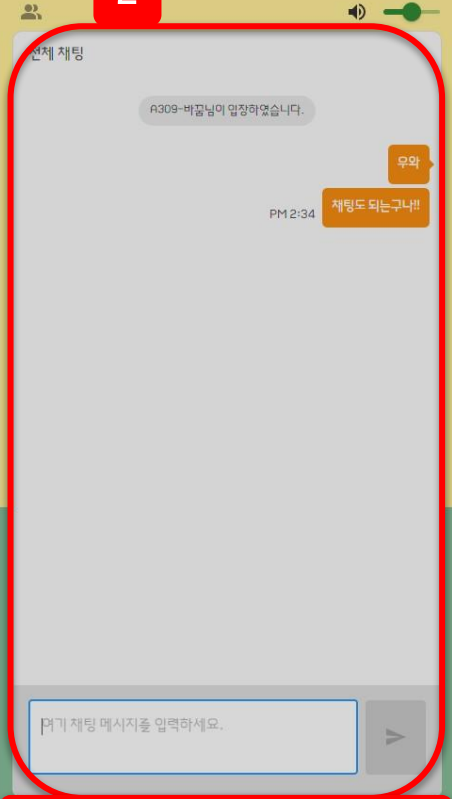 전체 채팅
A309-바꿈님이 입장하였습니다.
우와
PM 2:34
채팅도 되는구나!!
여기 채팅 메시지를 입력하세요.